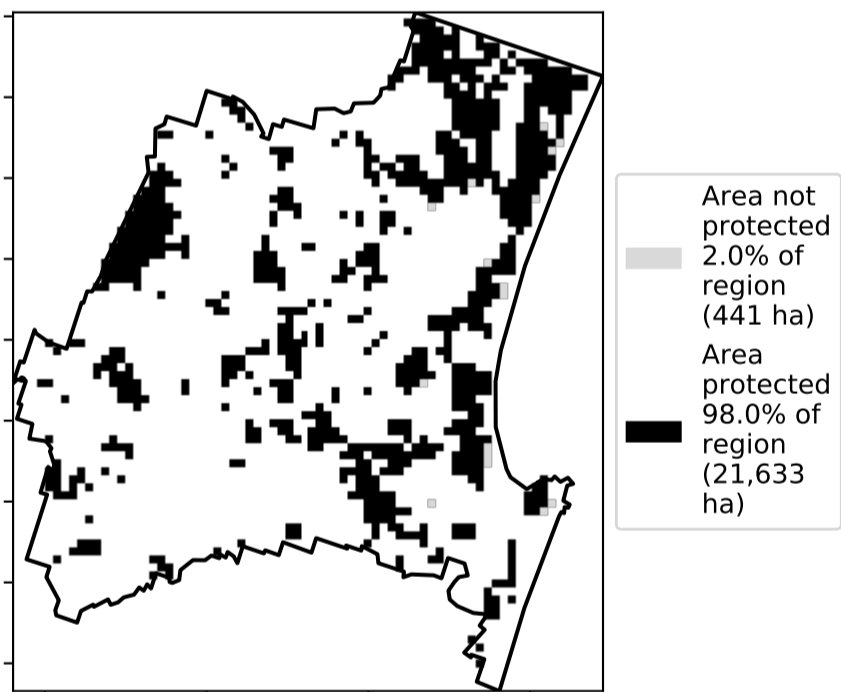 Area not
protected
2.0% of
region
(441 ha)
Area
protected
98.0% of
region
(21,633
ha)